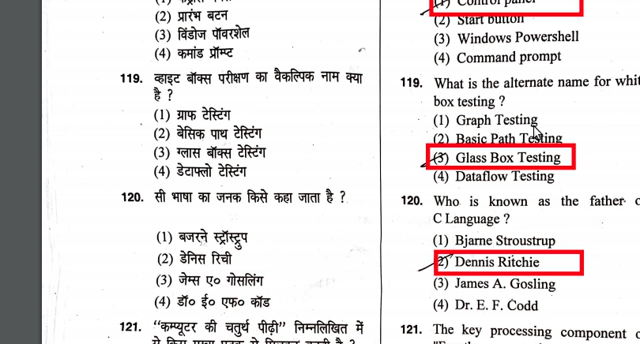 (2) प्रारंभ बटन
(3) विंडोज पॉवरशेल
(4) कमांड प्रॉम्प्ट
119. व्हाइट बॉक्स परीक्षण का वैकल्पिक नाम क्या
है ?
(1) ग्राफ टेस्टिंग
(2) बेसिक पाथ टेस्टिंग
(3) ग्लास बॉक्स टेस्टिंग
(4) डेटाफ्लो टेस्टिंग
120. सी भाषा का जनक किसे कहा जाता है ?
(1) बजरने स्ट्रॉस्ट्रुप
(2) डेनिस रिची
(3) जेम्स ए० गोसलिंग
(4) डॉ० ई० एफ० कॉड
121. “कम्प्यूटर की चतुर्थ पीढ़ी” निम्नलिखित में
(1) Control panel
(2) Start button
(3) Windows Powershell
(4) Command prompt
119. What is the alternate name for whit
box testing ?
(1) Graph Testing
(2) Basic Path Testing
(3) Glass Box Testing
(4) Dataflow Testing
120. Who is known as the father o
C Language ?
(1) Bjarne Stroustrup
(2) Dennis Ritchie
(3) James A. Gosling
(4) Dr. E. F. Codd
121. The key processing component o